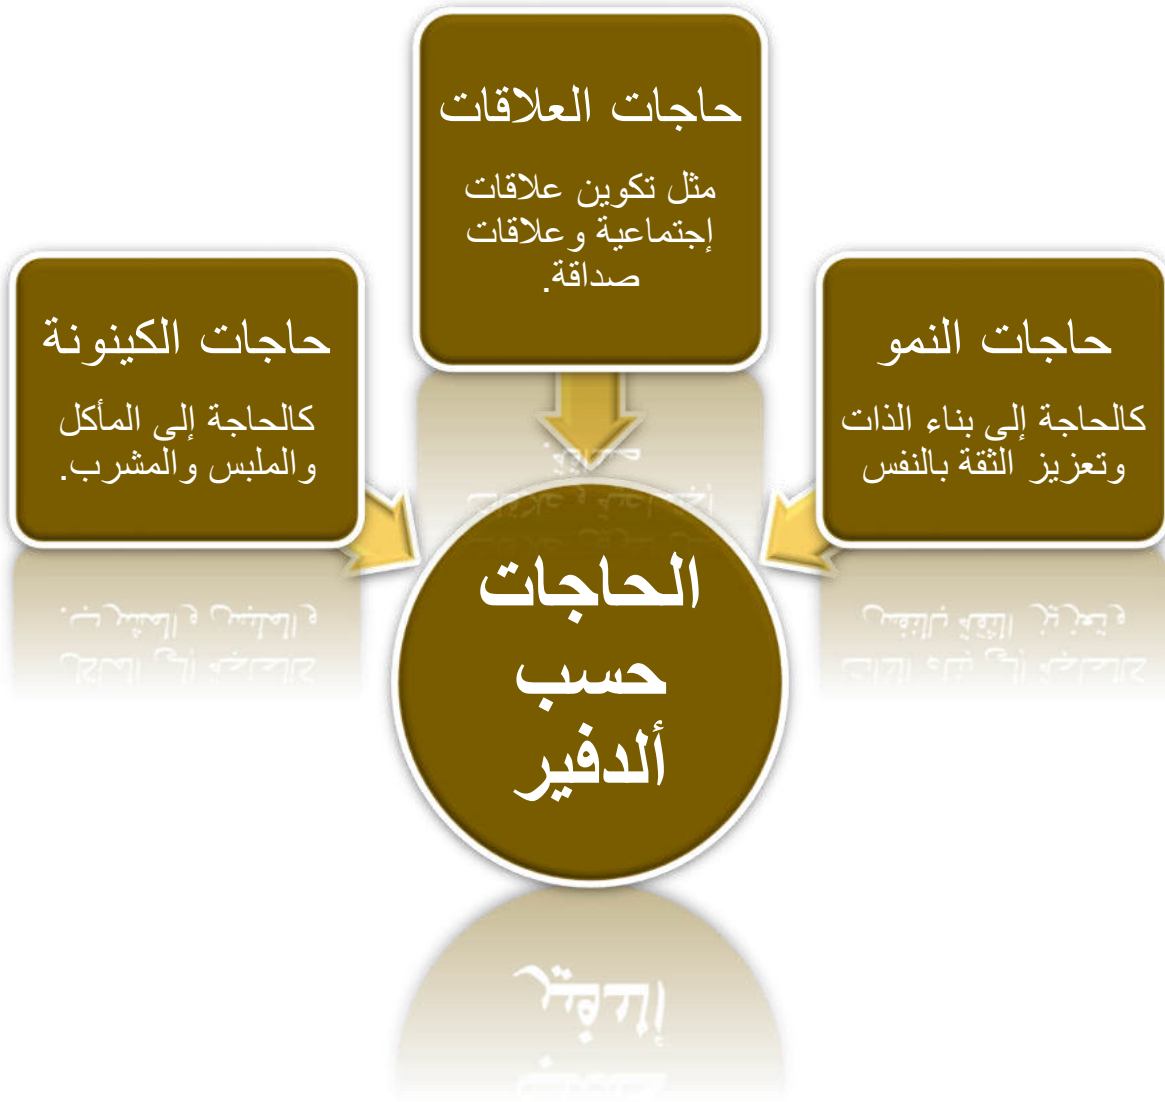 حاجات العلاقات
مثل تكوين علاقات
إجتماعية وعلاقات
صداقة.
حاجات النمو
كالحاجة إلى بناء الذات
وتعزيز الثقة بالنفس
حاجات الكينونة
كالحاجة إلى المأكل
والملبس والمشرب.
الحاجات
حسب
ألدفير